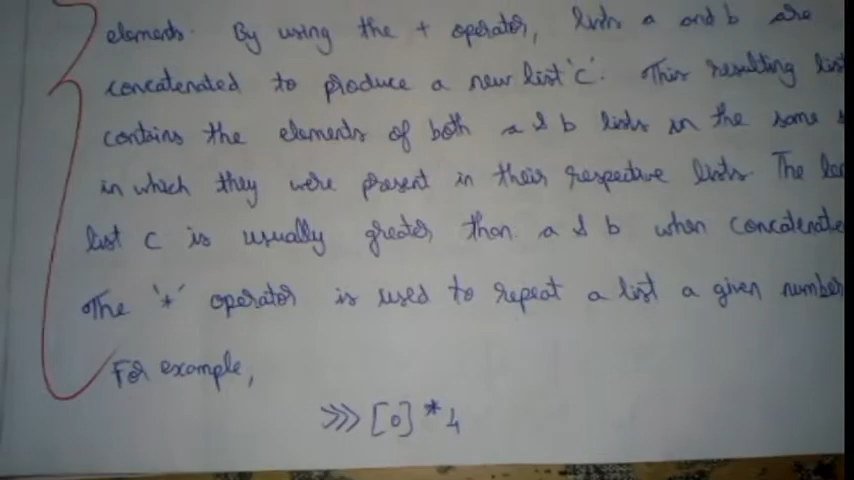 elements. By using the + operator, lists a and b are
concatenated to produce a new list 'c'. This resulting list
contains the elements of both a & b lists in the same
in which they were present in their respective lists. The
list c is usually greater than a & b when concatenate
The '*' operator is used to repeat a list a given number
For example,
>>> [0] * 4